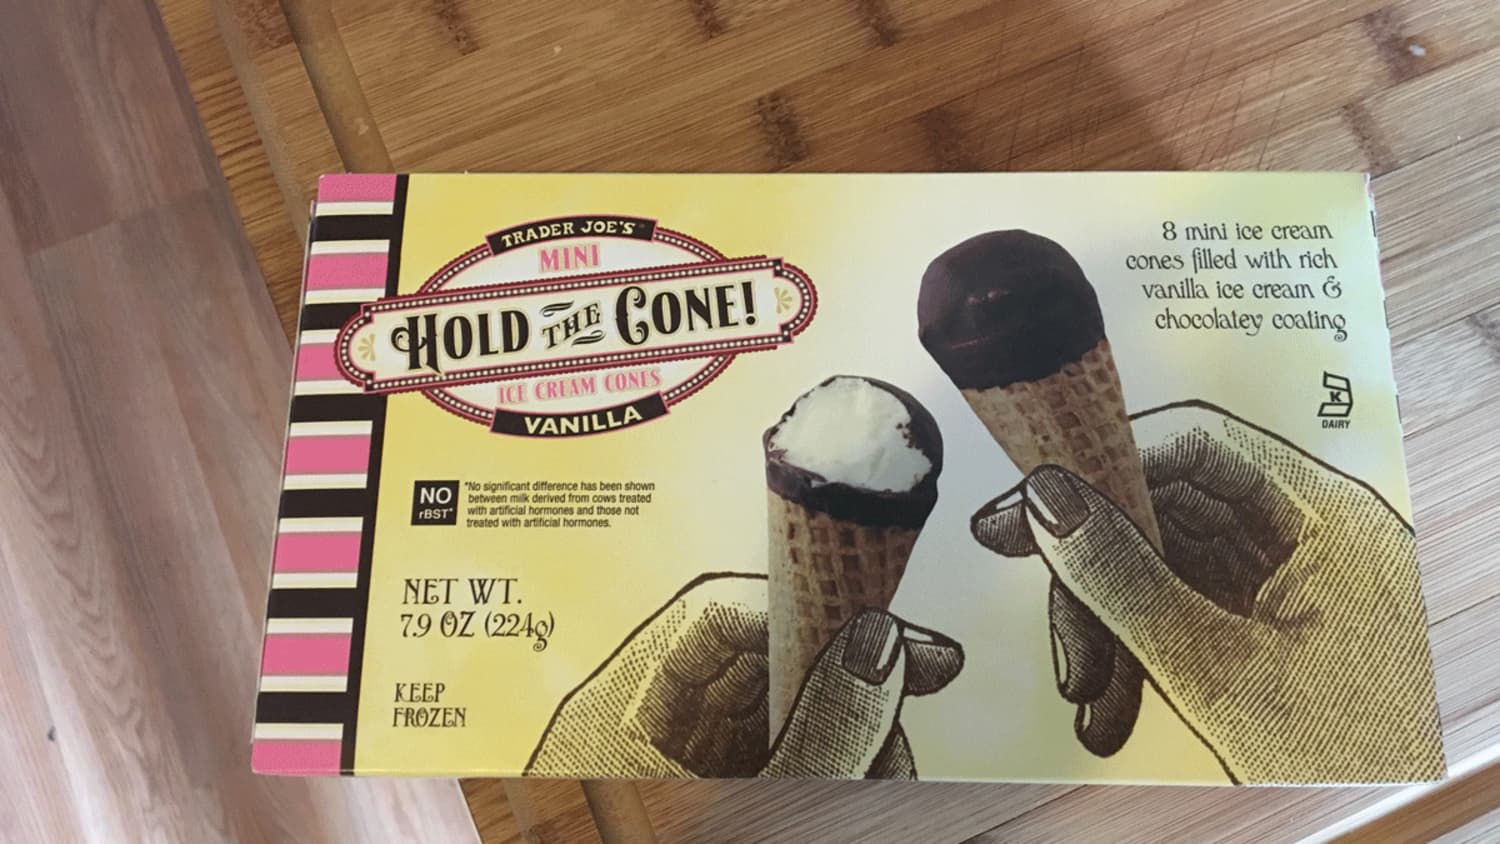 TRADER JOE'S
MINI
HOLD THE CONE!
ICE CREAM CONES
VANILLA
8 mini ice cream
cones filled with rich
vanilla ice cream &
chocolatey coating
K
DAIRY
NO
rBST*
*No significant difference has been shown
between milk derived from cows treated
with artificial hormones and those not
treated with artificial hormones.
NET WT.
7.9 OZ (224g)
KEEP
FROZEN